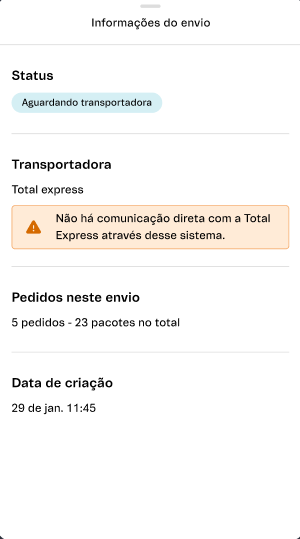 Informações do envio
Status
Aguardando transportadora
Transportadora
Total express
Não há comunicação direta com a Total
Express através desse sistema.
Pedidos neste envio
5 pedidos - 23 pacotes no total
Data de criação
29 de jan. 11:45